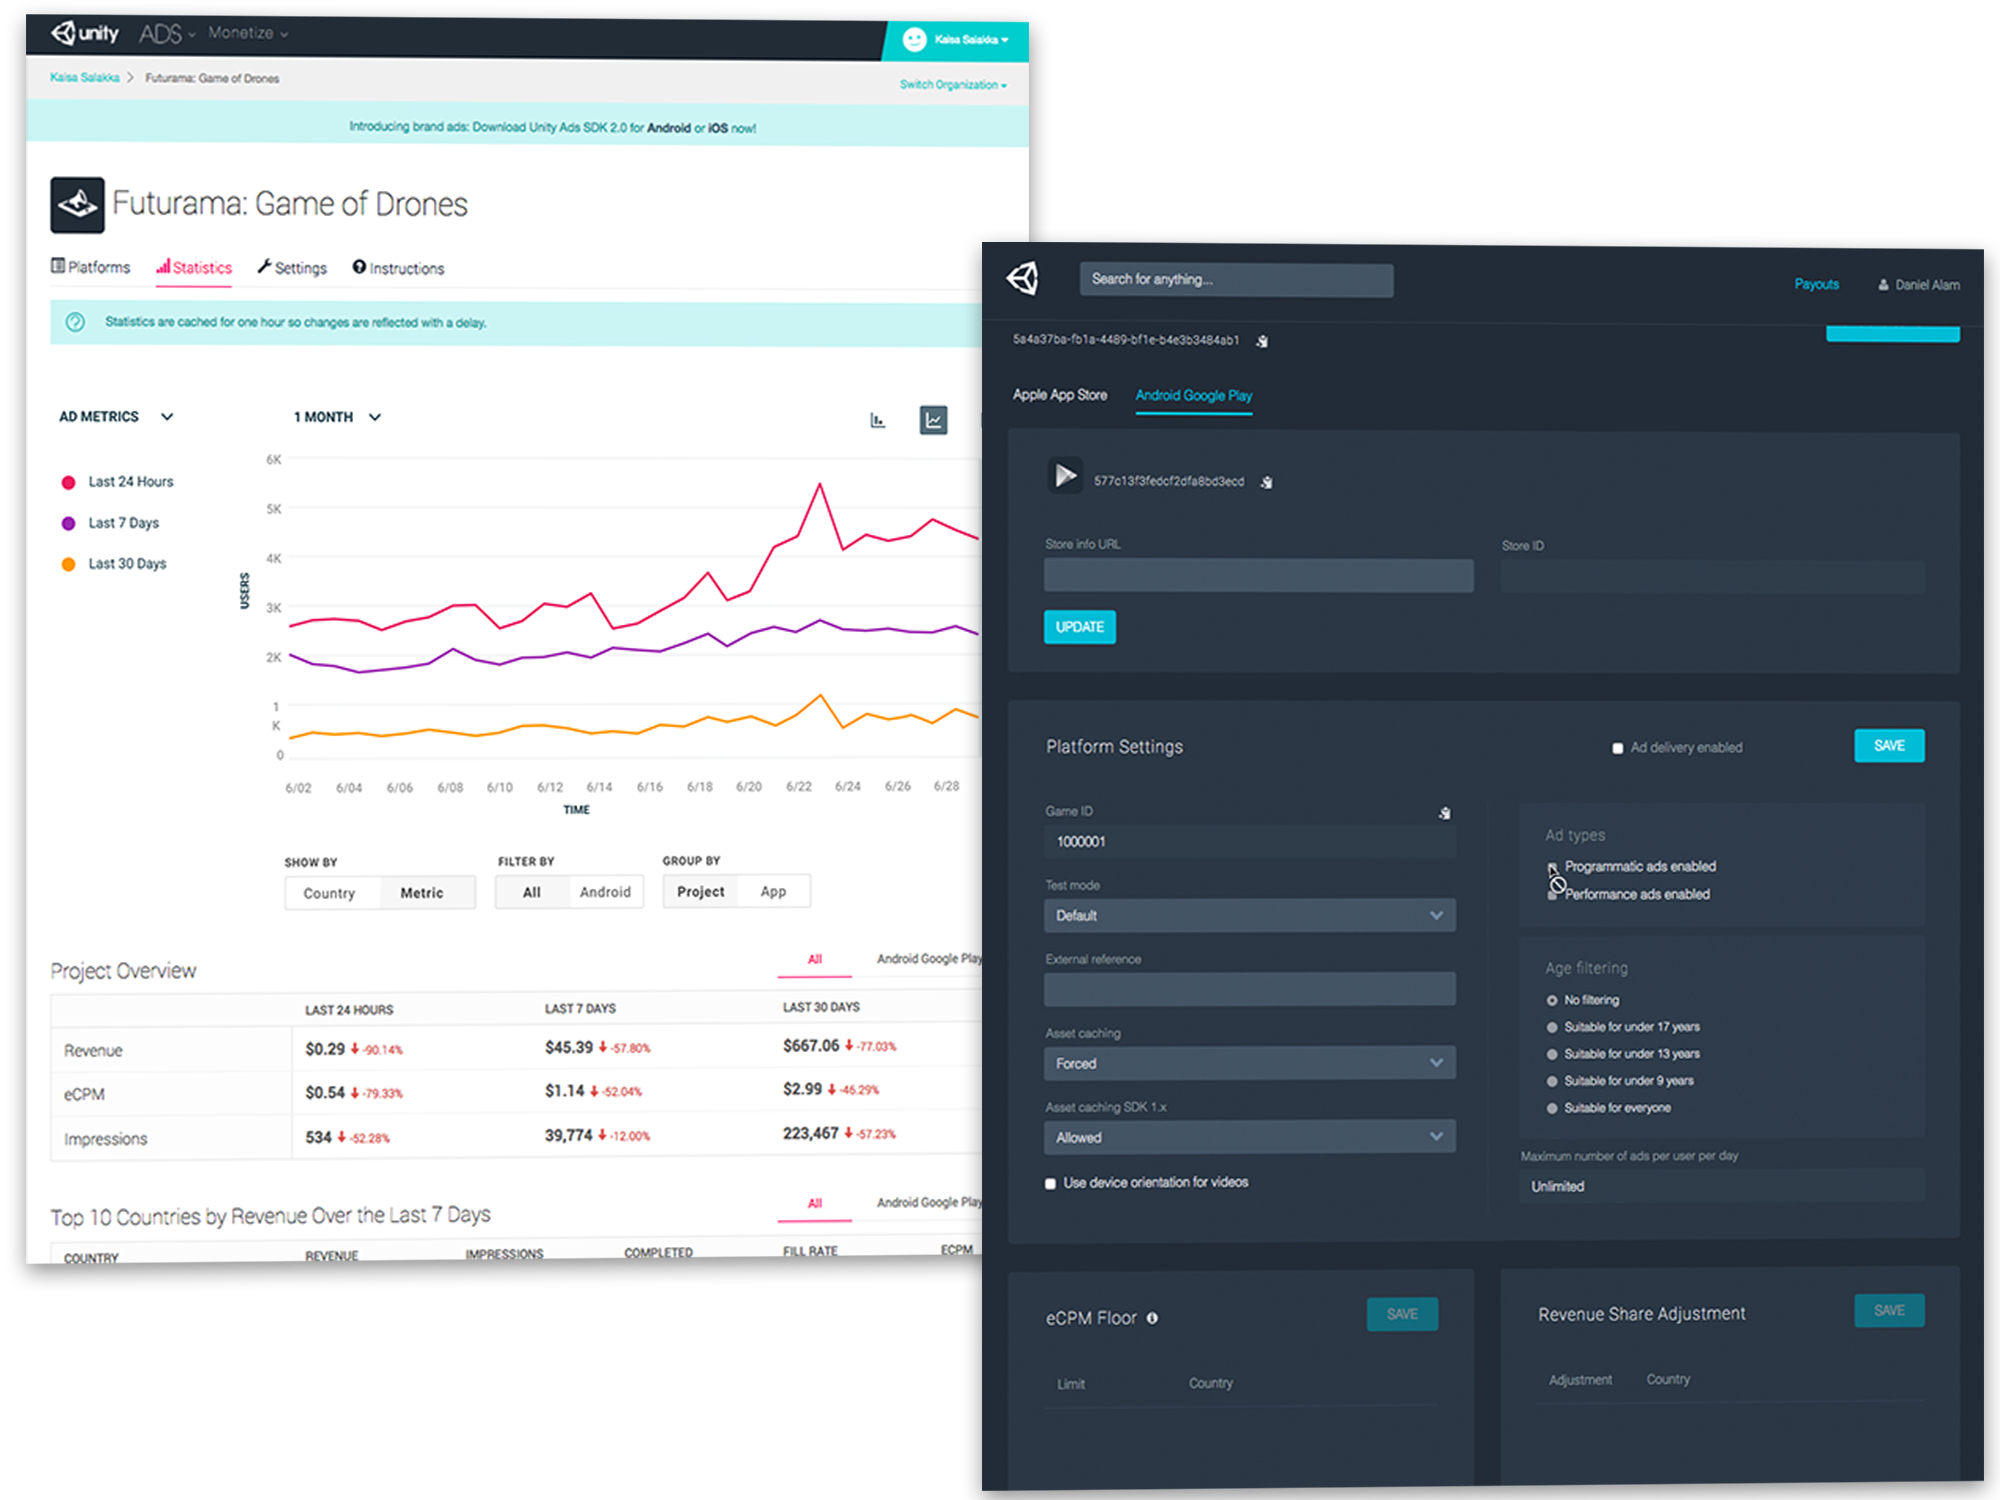 unity ADS Monetize Kaisa Salakka
Kaisa Salakka > Futurama: Game of Drones Switch Organization
Introducing brand ads: Download Unity Ads SDK 2.0 for Android or iOS now!
Futurama: Game of Drones
Platforms Statistics Settings Instructions
Statistics are cached for one hour so changes are reflected with a delay.
AD METRICS 1 MONTH
Last 24 Hours
Last 7 Days
Last 30 Days
USERS
6K
5K
4K
3K
2K
1
K
0
6/02 6/04 6/06 6/08 6/10 6/12 6/14 6/16 6/18 6/20 6/22 6/24 6/26 6/28
TIME
SHOW BY FILTER BY GROUP BY
Country Metric All Android Project App
Project Overview All Android Google Play
LAST 24 HOURS LAST 7 DAYS LAST 30 DAYS
Revenue $0.29 -90.14% $45.39 -57.80% $667.06 -77.03%
eCPM $0.54 -79.33% $1.14 -52.04% $2.99 -46.29%
Impressions 534 -52.28% 39,774 -12.00% 223,467 -57.23%
Top 10 Countries by Revenue Over the Last 7 Days All Android Google Play
COUNTRY REVENUE IMPRESSIONS COMPLETED FILL RATE ECPM
Search for anything... Payouts Daniel Alam
5a4a37ba-fb1a-4489-bf1e-b4e3b3484ab1
Apple App Store Android Google Play
577c13f3fedcf2dfa8bd3ecd
Store info URL Store ID
UPDATE
Platform Settings Ad delivery enabled SAVE
Game ID
1000001
Test mode
Default
External reference
Asset caching
Forced
Asset caching SDK 1.x
Allowed
Use device orientation for videos
Ad types
Programmatic ads enabled
Performance ads enabled
Age filtering
No filtering
Suitable for under 17 years
Suitable for under 13 years
Suitable for under 9 years
Suitable for everyone
Maximum number of ads per user per day
Unlimited
eCPM Floor SAVE
Limit Country
Revenue Share Adjustment SAVE
Adjustment Country